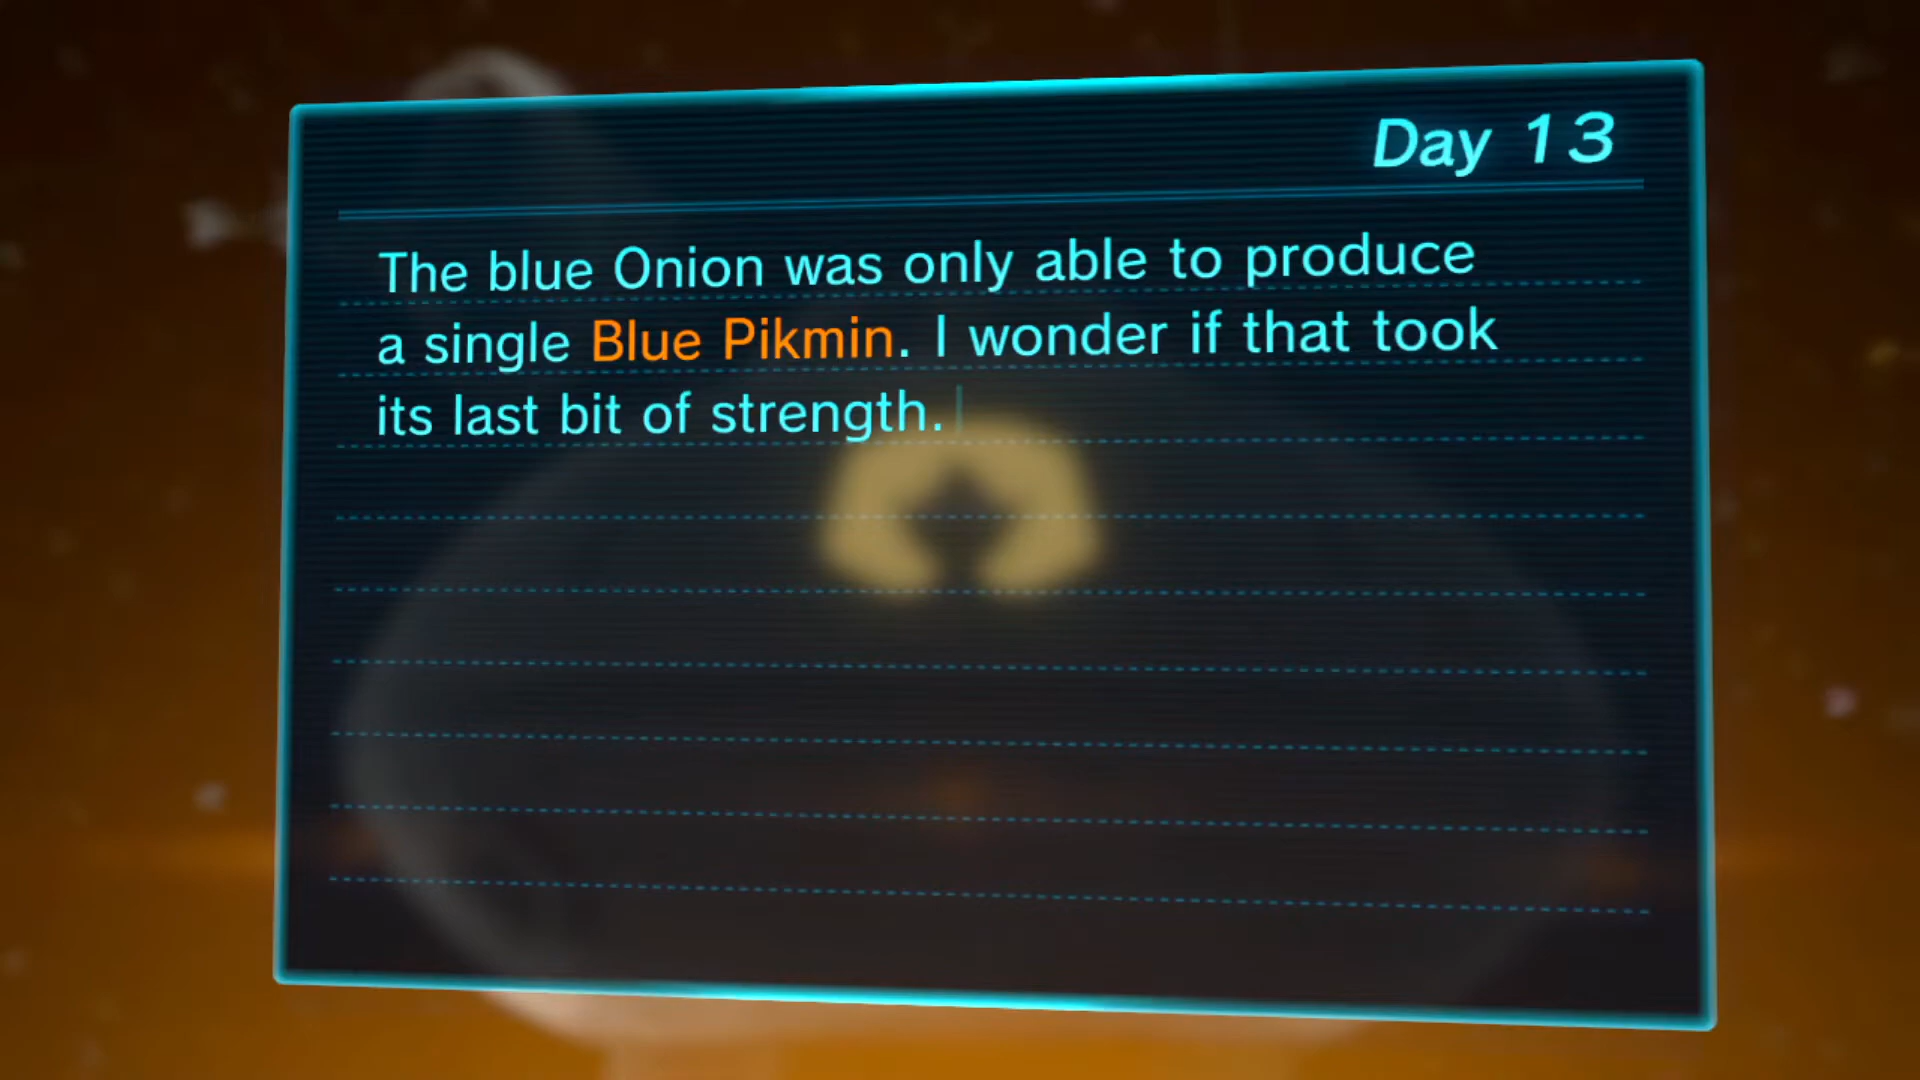 Day 13
The blue Onion was only able to produce
a single Blue Pikmin. I wonder if that took
its last bit of strength.